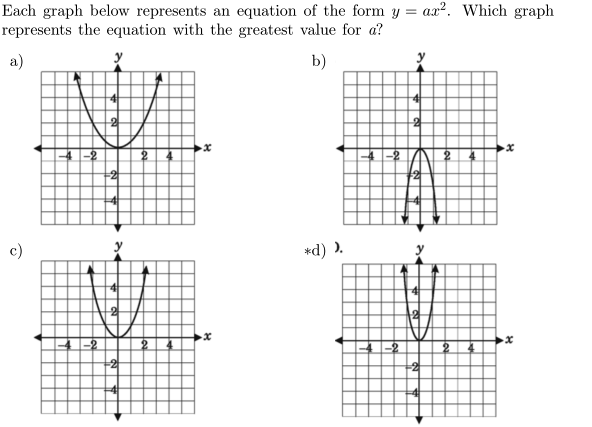 Each graph below represents an equation of the form y = ax². Which graph
represents the equation with the greatest value for a?
a) y b) y
4 4
2 2
x x
-4 -2 2 4 -4 -2 2 4
-2 -2
-4 -4
c) y *d) ). y
4 4
2 2
x x
-4 -2 2 4 -4 -2 2 4
-2 -2
-4 -4